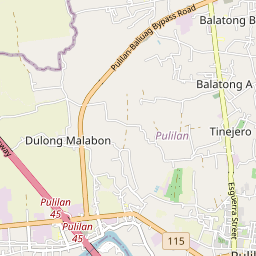 Balatong B
Pulilan-Baliuag Bypass Road
Balatong A
Pulilan
Tinejero
Dulong Malabon
Esguerra Street
Pulilan
45
Pulilan
45
115